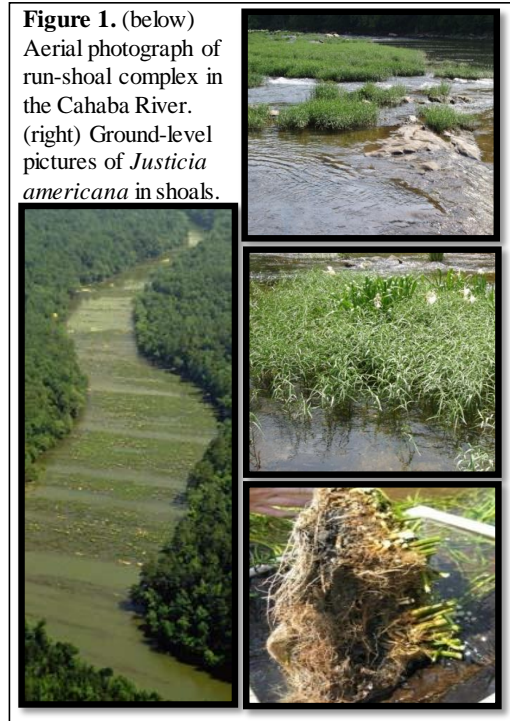 Figure 1. (below)
Aerial photograph of
run-shoal complex in
the Cahaba River.
(right) Ground-level
pictures of Justicia
americana in shoals.